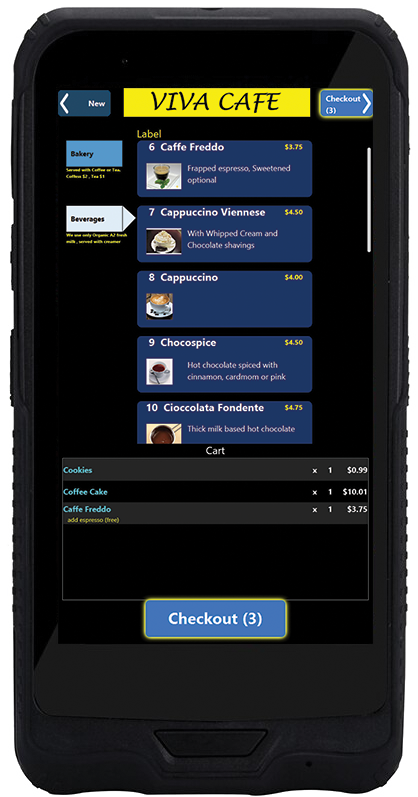 New
VIVA CAFE
Checkout
(3)
Label
Bakery
Served with Coffee or Tea.
Coffess $2 , Tea $1
Beverages
We use only Organic A2 fresh
milk , served with creamer
6 Caffe Freddo $3.75
Frapped espresso, Sweetened
optional
7 Cappuccino Viennese $4.50
With Whipped Cream and
Chocolate shavings
8 Cappuccino $4.00
9 Chocospice $4.50
Hot chocolate spiced with
cinnamon, cardmom or pink
10 Cioccolata Fondente $4.75
Thick milk based hot chocolate
Cart
Cookies x 1 $0.99
Coffee Cake x 1 $10.01
Caffe Freddo x 1 $3.75
add espresso (free)
Checkout (3)